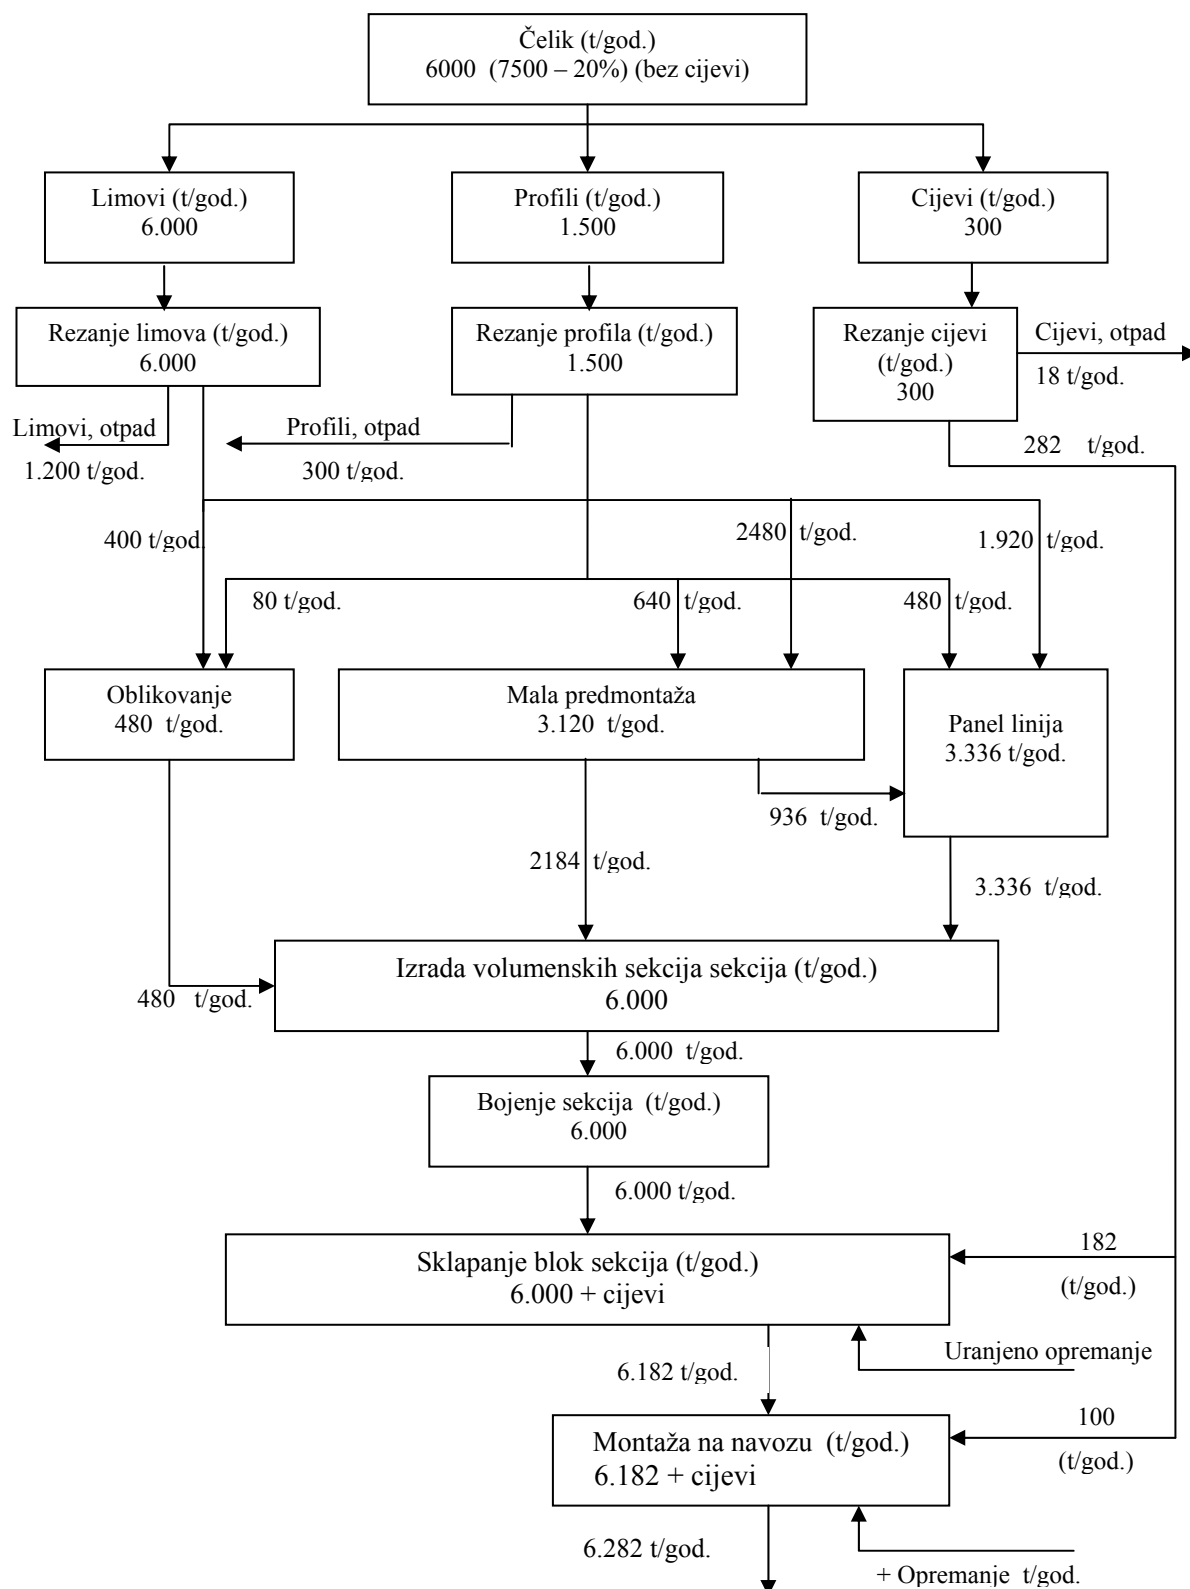 Čelik (t/god.)
6000 (7500 – 20%) (bez cijevi)
Limovi (t/god.)
6.000
Profili (t/god.)
1.500
Cijevi (t/god.)
300
Rezanje limova (t/god.)
6.000
Rezanje profila (t/god.)
1.500
Rezanje cijevi
(t/god.)
300
Cijevi, otpad
18 t/god.
Limovi, otpad
1.200 t/god.
Profili, otpad
300 t/god.
282 t/god.
400 t/god.
2480 t/god.
1.920 t/god.
80 t/god.
640 t/god.
480 t/god.
Oblikovanje
480 t/god.
Mala predmontaža
3.120 t/god.
Panel linija
3.336 t/god.
936 t/god.
2184 t/god.
3.336 t/god.
480 t/god.
Izrada volumenskih sekcija sekcija (t/god.)
6.000
6.000 t/god.
Bojenje sekcija (t/god.)
6.000
6.000 t/god.
Sklapanje blok sekcija (t/god.)
6.000 + cijevi
182
(t/god.)
Uranjeno opremanje
6.182 t/god.
Montaža na navozu (t/god.)
6.182 + cijevi
100
(t/god.)
6.282 t/god.
+ Opremanje t/god.